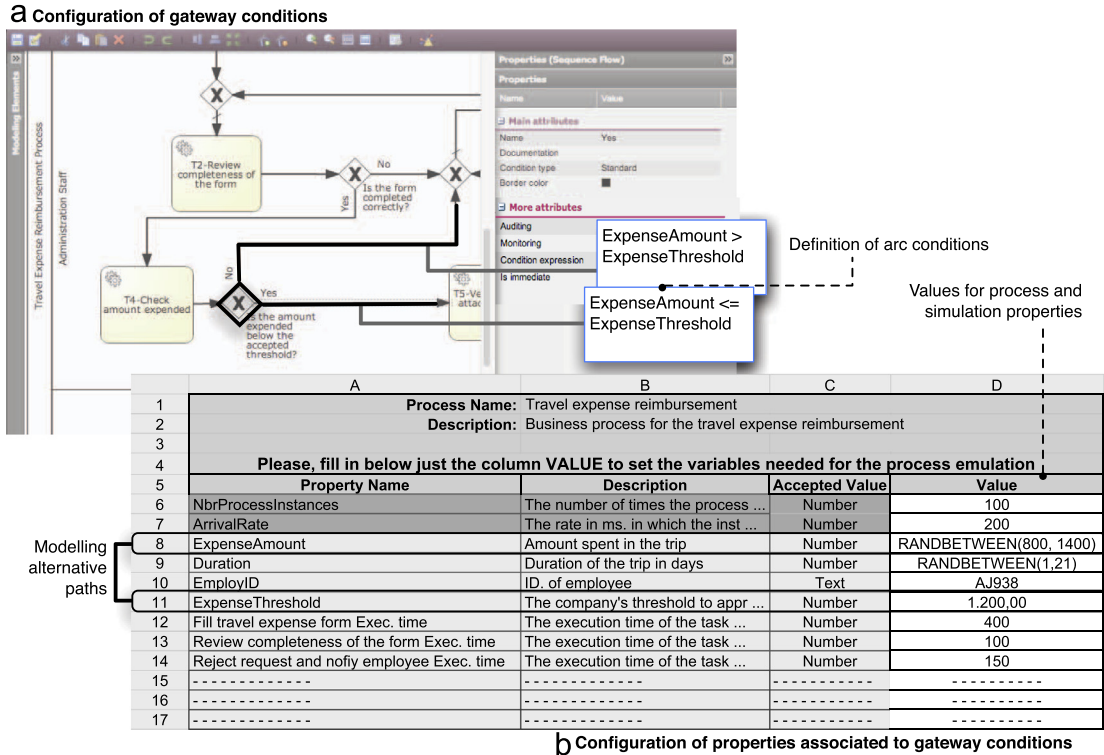 a Configuration of gateway conditions
Modeling Elements
Travel Expense Reimbursement Process
Administration Staff
X
T2-Review
completeness of
the form
X
No
Is the form
completed
correctly?
Yes
X
T4-Check
amount expended
No
X
Yes
Is the amount
expended
below the
accepted
threshold?
T5-Ve
attac
Properties (Sequence Flow)
Properties
Name Value
Main attributes
Name Yes
Documentation
Condition type Standard
Border color
More attributes
Auditing
Monitoring
Condition expression
Is immediate
ExpenseAmount >
ExpenseThreshold
ExpenseAmount <=
ExpenseThreshold
Definition of arc conditions
Values for process and
simulation properties
A B C D
1 Process Name: Travel expense reimbursement
2 Description: Business process for the travel expense reimbursement
3
4 Please, fill in below just the column VALUE to set the variables needed for the process emulation
5 Property Name Description Accepted Value Value
6 NbrProcessInstances The number of times the process ... Number 100
7 ArrivalRate The rate in ms. in which the inst ... Number 200
8 ExpenseAmount Amount spent in the trip Number RANDBETWEEN(800, 1400)
9 Duration Duration of the trip in days Number RANDBETWEEN(1,21)
10 EmployID ID. of employee Text AJ938
11 ExpenseThreshold The company's threshold to appr ... Number 1.200,00
12 Fill travel expense form Exec. time The execution time of the task ... Number 400
13 Review completeness of the form Exec. time The execution time of the task ... Number 100
14 Reject request and nofiy employee Exec. time The execution time of the task ... Number 150
15 - - - - - - - - - - - - - - - - - - - - - - - - - - - - - - - - - - - - - - - - - - - -
16 - - - - - - - - - - - - - - - - - - - - - - - - - - - - - - - - - - - - - - - - - - - -
17 - - - - - - - - - - - - - - - - - - - - - - - - - - - - - - - - - - - - - - - - - - - -
Modelling
alternative
paths
b Configuration of properties associated to gateway conditions